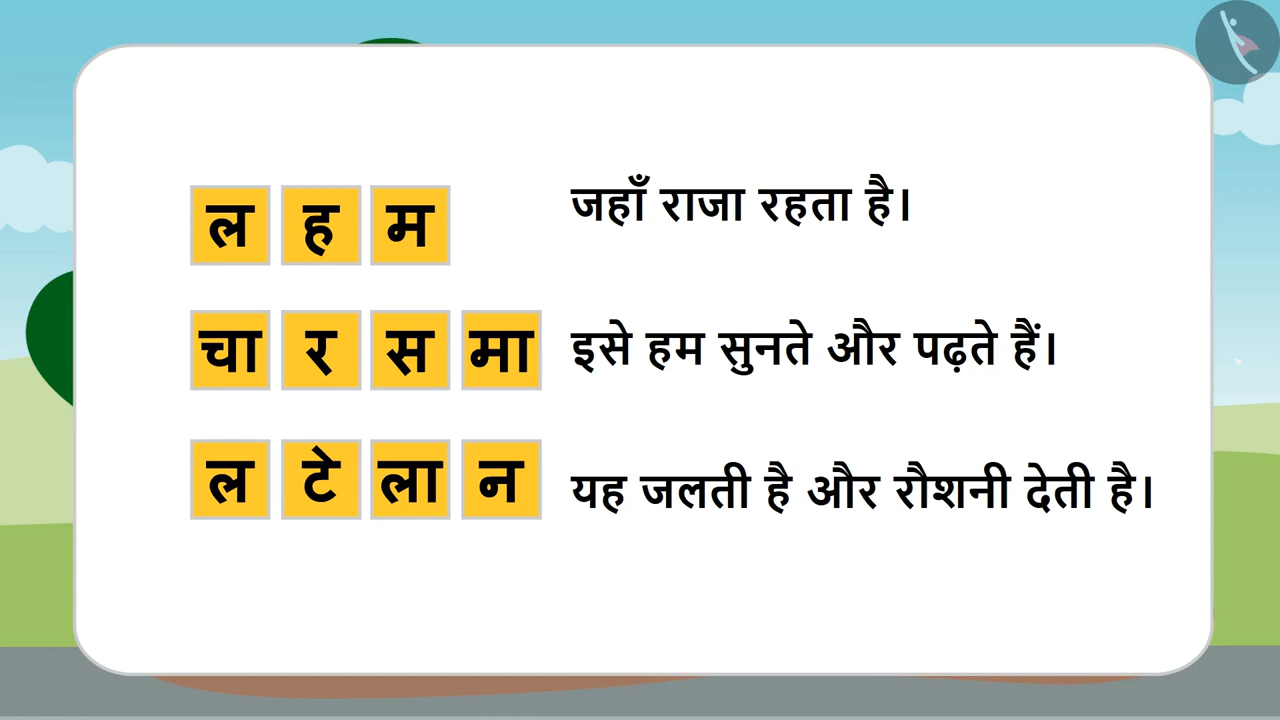 ल ह म जहाँ राजा रहता है।
चा र स मा इसे हम सुनते और पढ़ते हैं।
ल टे ला न यह जलती है और रौशनी देती है।